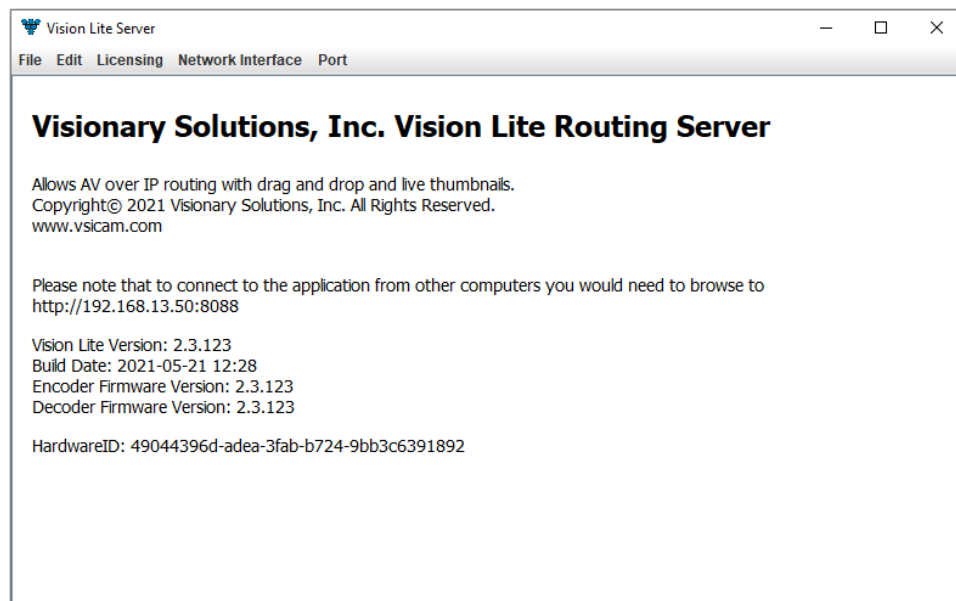 Vision Lite Server
File Edit Licensing Network Interface Port
Visionary Solutions, Inc. Vision Lite Routing Server
Allows AV over IP routing with drag and drop and live thumbnails.
Copyright© 2021 Visionary Solutions, Inc. All Rights Reserved.
www.vsicam.com
Please note that to connect to the application from other computers you would need to browse to
http://192.168.13.50:8088
Vision Lite Version: 2.3.123
Build Date: 2021-05-21 12:28
Encoder Firmware Version: 2.3.123
Decoder Firmware Version: 2.3.123
HardwareID: 49044396d-adea-3fab-b724-9bb3c6391892